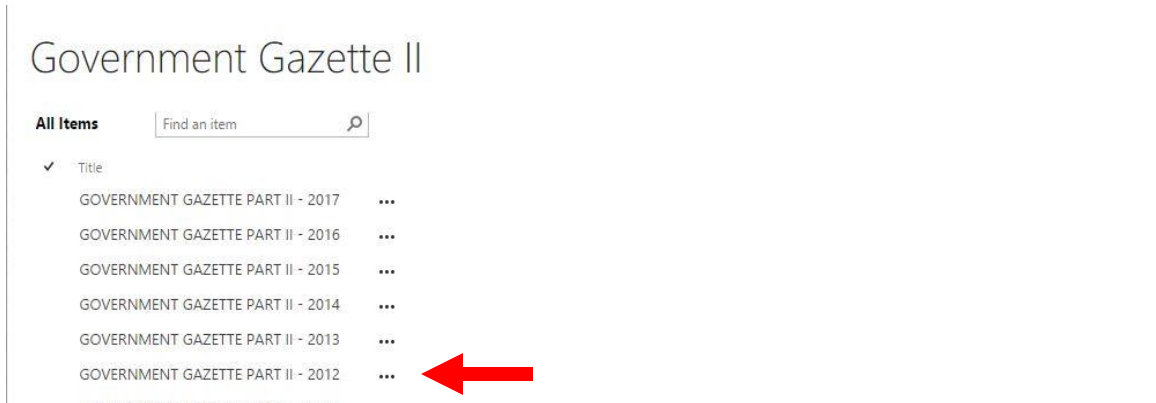 Government Gazette II
All Items Find an item
Title
GOVERNMENT GAZETTE PART II - 2017 ...
GOVERNMENT GAZETTE PART II - 2016 ...
GOVERNMENT GAZETTE PART II - 2015 ...
GOVERNMENT GAZETTE PART II - 2014 ...
GOVERNMENT GAZETTE PART II - 2013 ...
GOVERNMENT GAZETTE PART II - 2012 ...